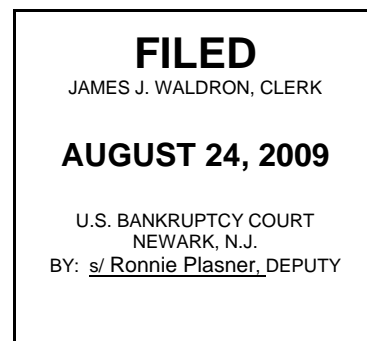 FILED
JAMES J. WALDRON, CLERK
AUGUST 24, 2009
U.S. BANKRUPTCY COURT
NEWARK, N.J.
BY: s/ Ronnie Plasner, DEPUTY